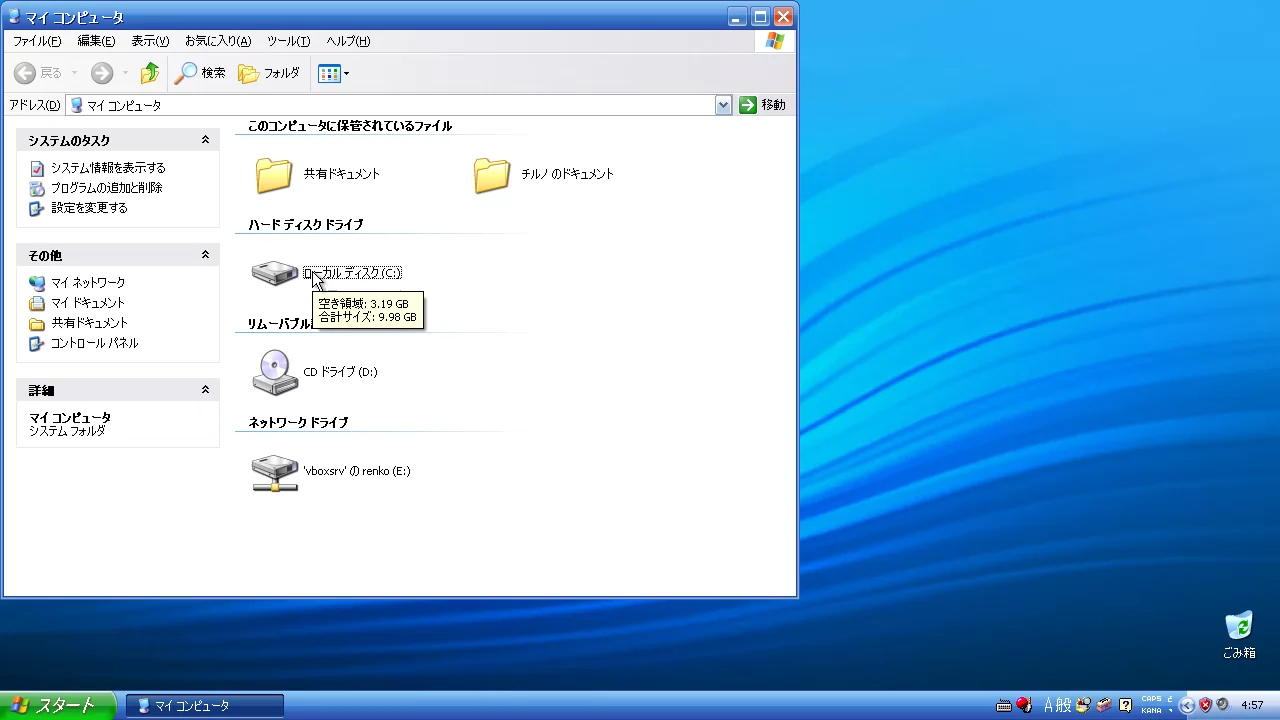 マイ コンピュータ
ファイル(F) 編集(E) 表示(V) お気に入り(A) ツール(T) ヘルプ(H)
戻る 検索 フォルダ
アドレス(D) マイ コンピュータ 移動
システムのタスク
システム情報を表示する
プログラムの追加と削除
設定を変更する
その他
マイ ネットワーク
マイ ドキュメント
共有ドキュメント
コントロール パネル
詳細
マイ コンピュータ
システム フォルダ
このコンピュータに保管されているファイル
共有ドキュメント チルノ のドキュメント
ハード ディスク ドライブ
ローカル ディスク (C:)
空き領域: 3.19 GB
合計サイズ: 9.98 GB
リムーバブル
CD ドライブ (D:)
ネットワーク ドライブ
'vboxsrv' の renko (E:)
ごみ箱
スタート マイ コンピュータ A 般 CAPS KANA 4:57